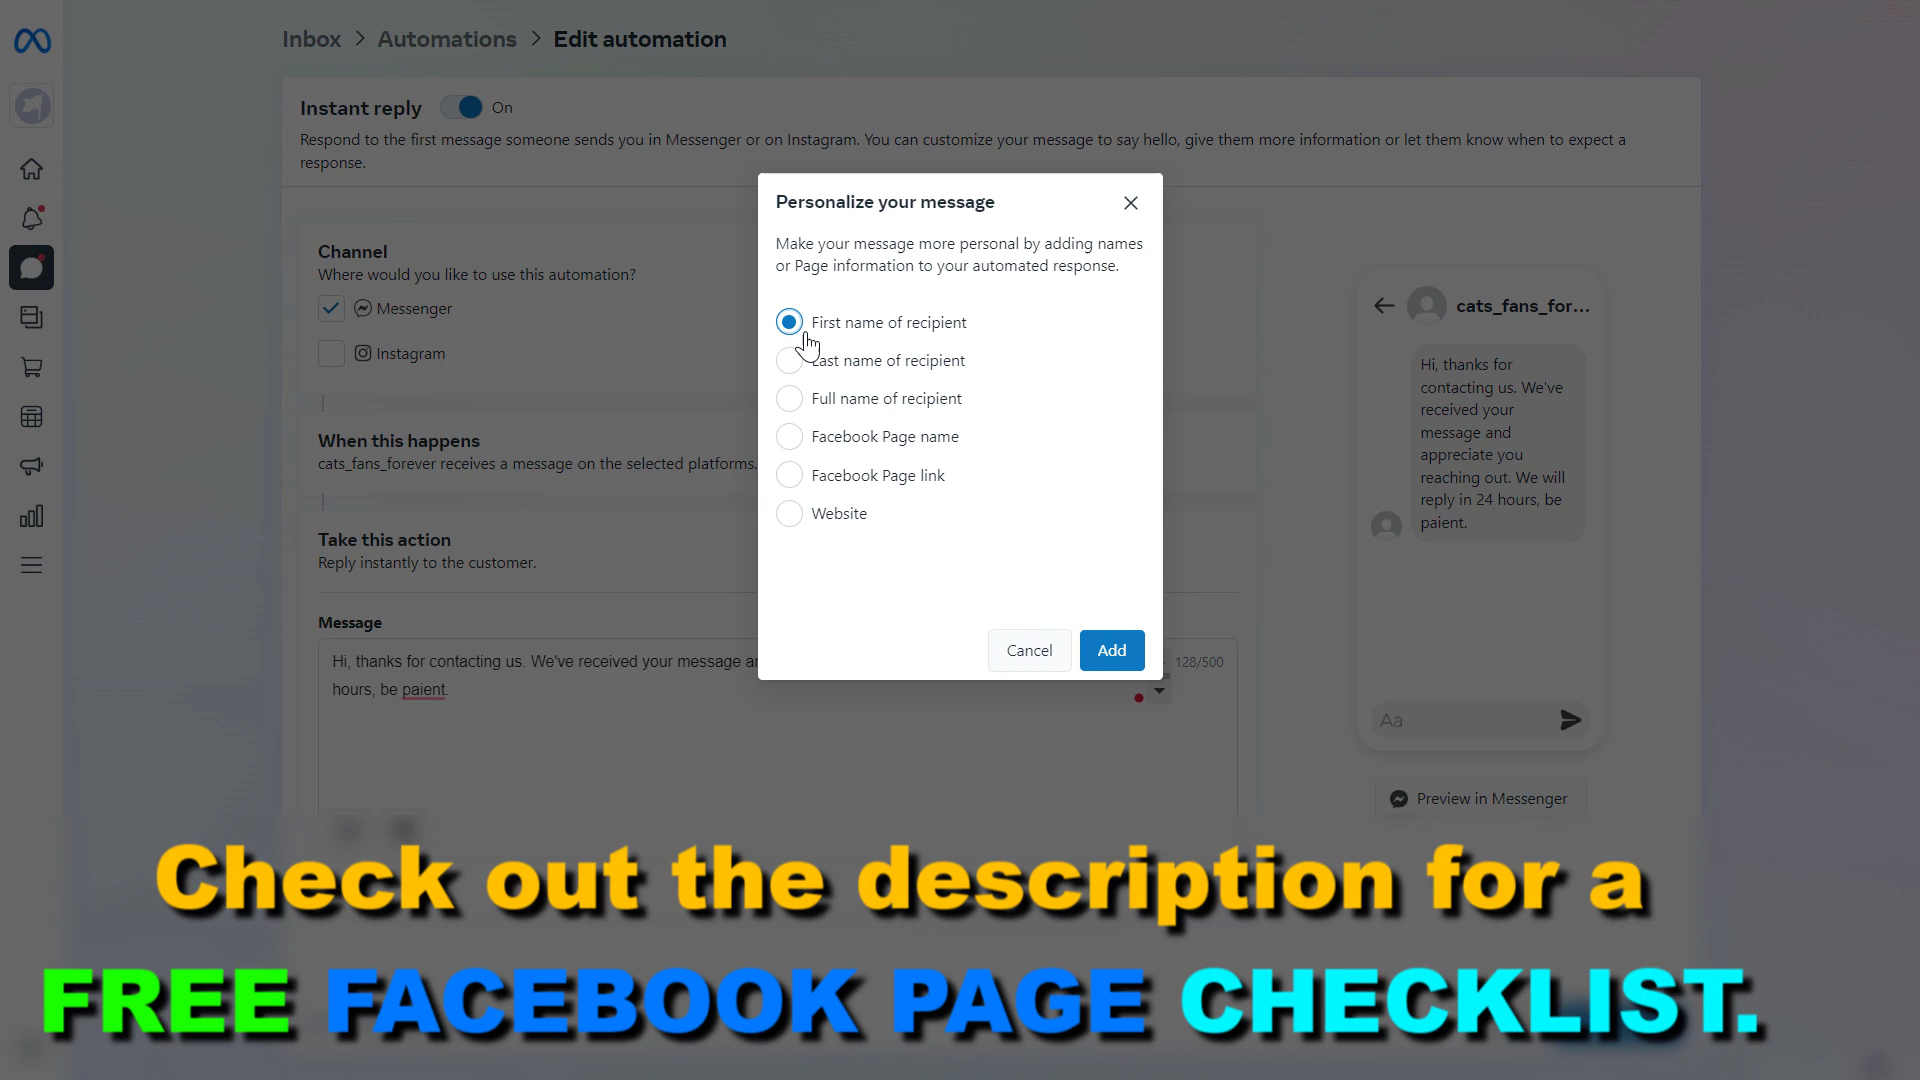 Inbox > Automations > Edit automation
Instant reply On
Respond to the first message someone sends you in Messenger or on Instagram. You can customize your message to say hello, give them more information or let them know when to expect a
response.
Channel
Where would you like to use this automation?
Messenger
Instagram
When this happens
cats_fans_forever receives a message on the selected platforms.
Take this action
Reply instantly to the customer.
Message
Hi, thanks for contacting us. We've received your message
hours, be paient.
128/500
Personalize your message
Make your message more personal by adding names
or Page information to your automated response.
First name of recipient
Last name of recipient
Full name of recipient
Facebook Page name
Facebook Page link
Website
Cancel Add
cats_fans_for...
Hi, thanks for
contacting us. We've
received your
message and
appreciate you
reaching out. We will
reply in 24 hours, be
paient.
Aa
Preview in Messenger
Check out the description for a
FREE FACEBOOK PAGE CHECKLIST.